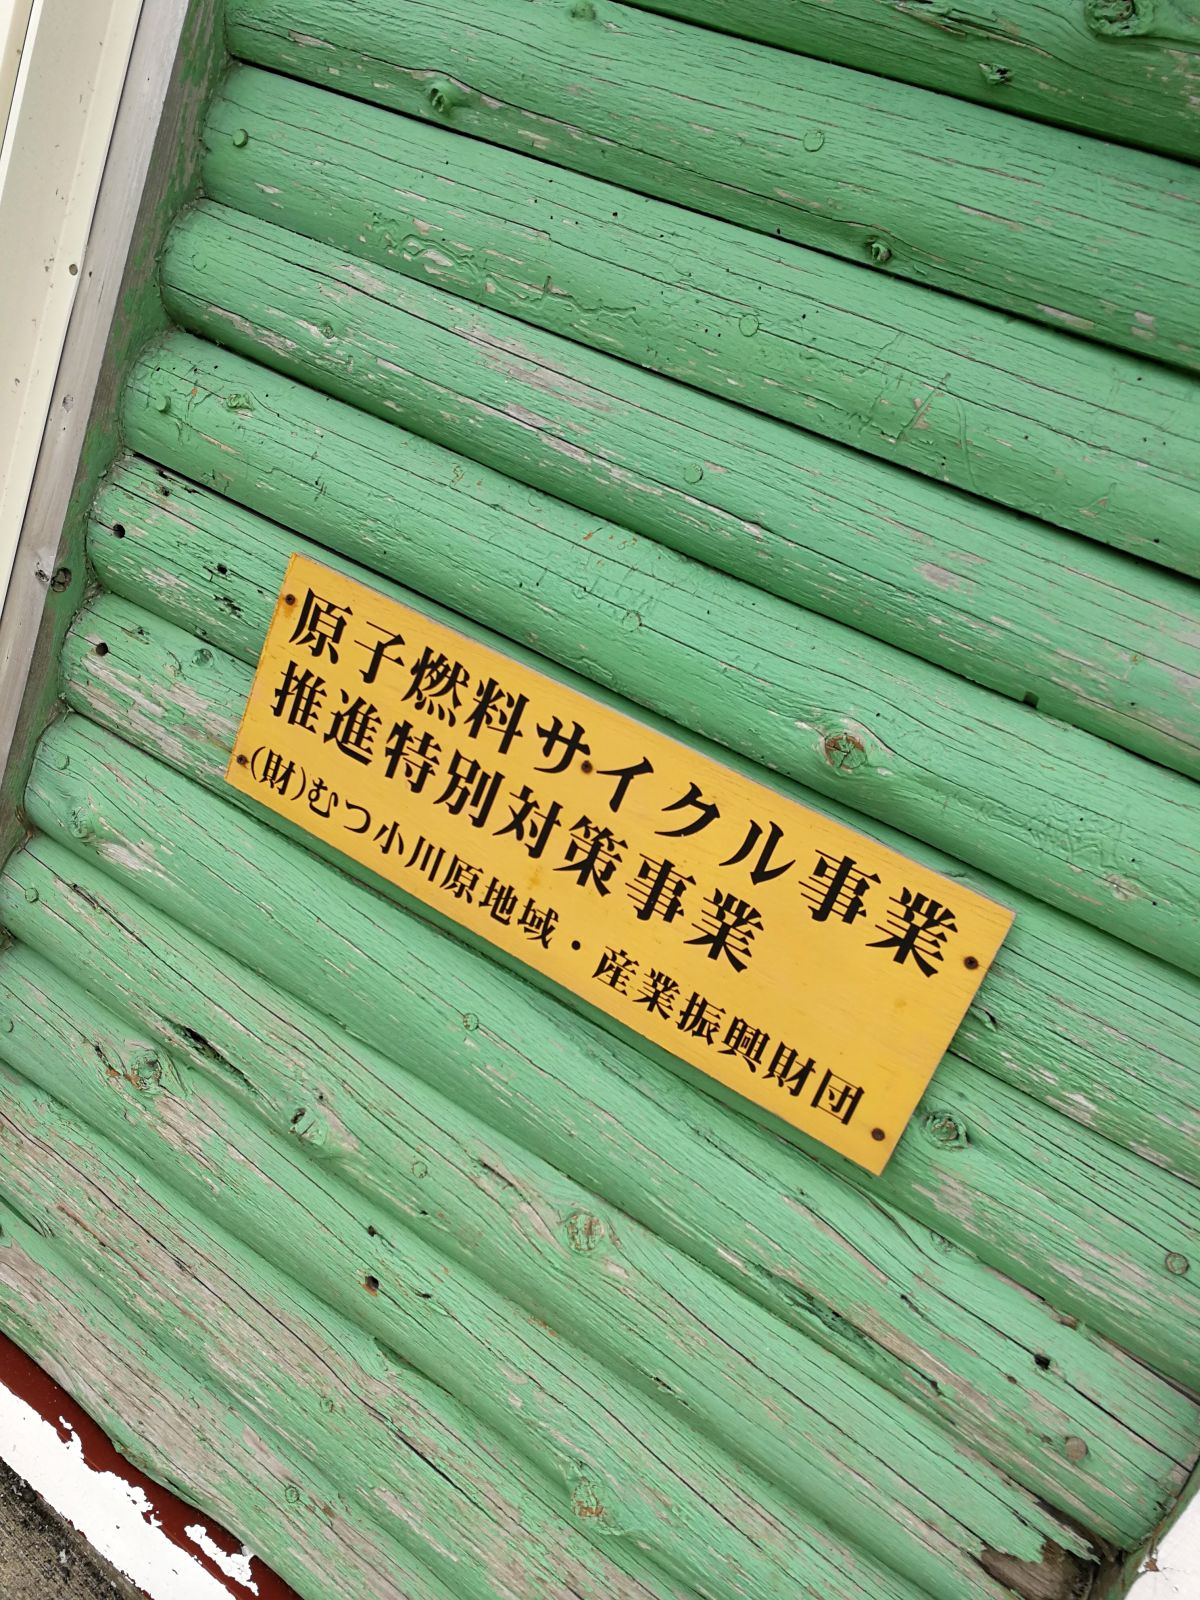 原子燃料サイクル事業
推進特別対策事業
(財)むつ小川原地域・産業振興財団